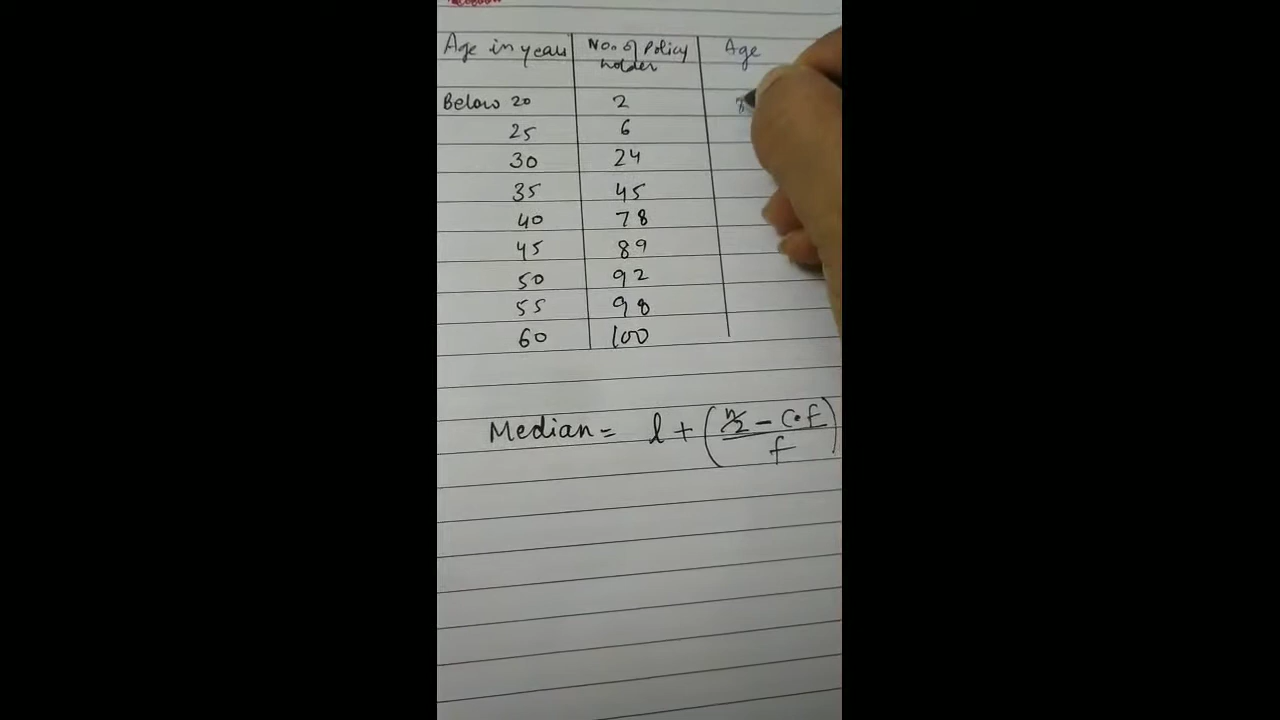 Age in years No. of Policy holder Age
Below 20 2
25 6
30 24
35 45
40 78
45 89
50 92
55 98
60 100
Median = l + (n/2 - c.f / f)